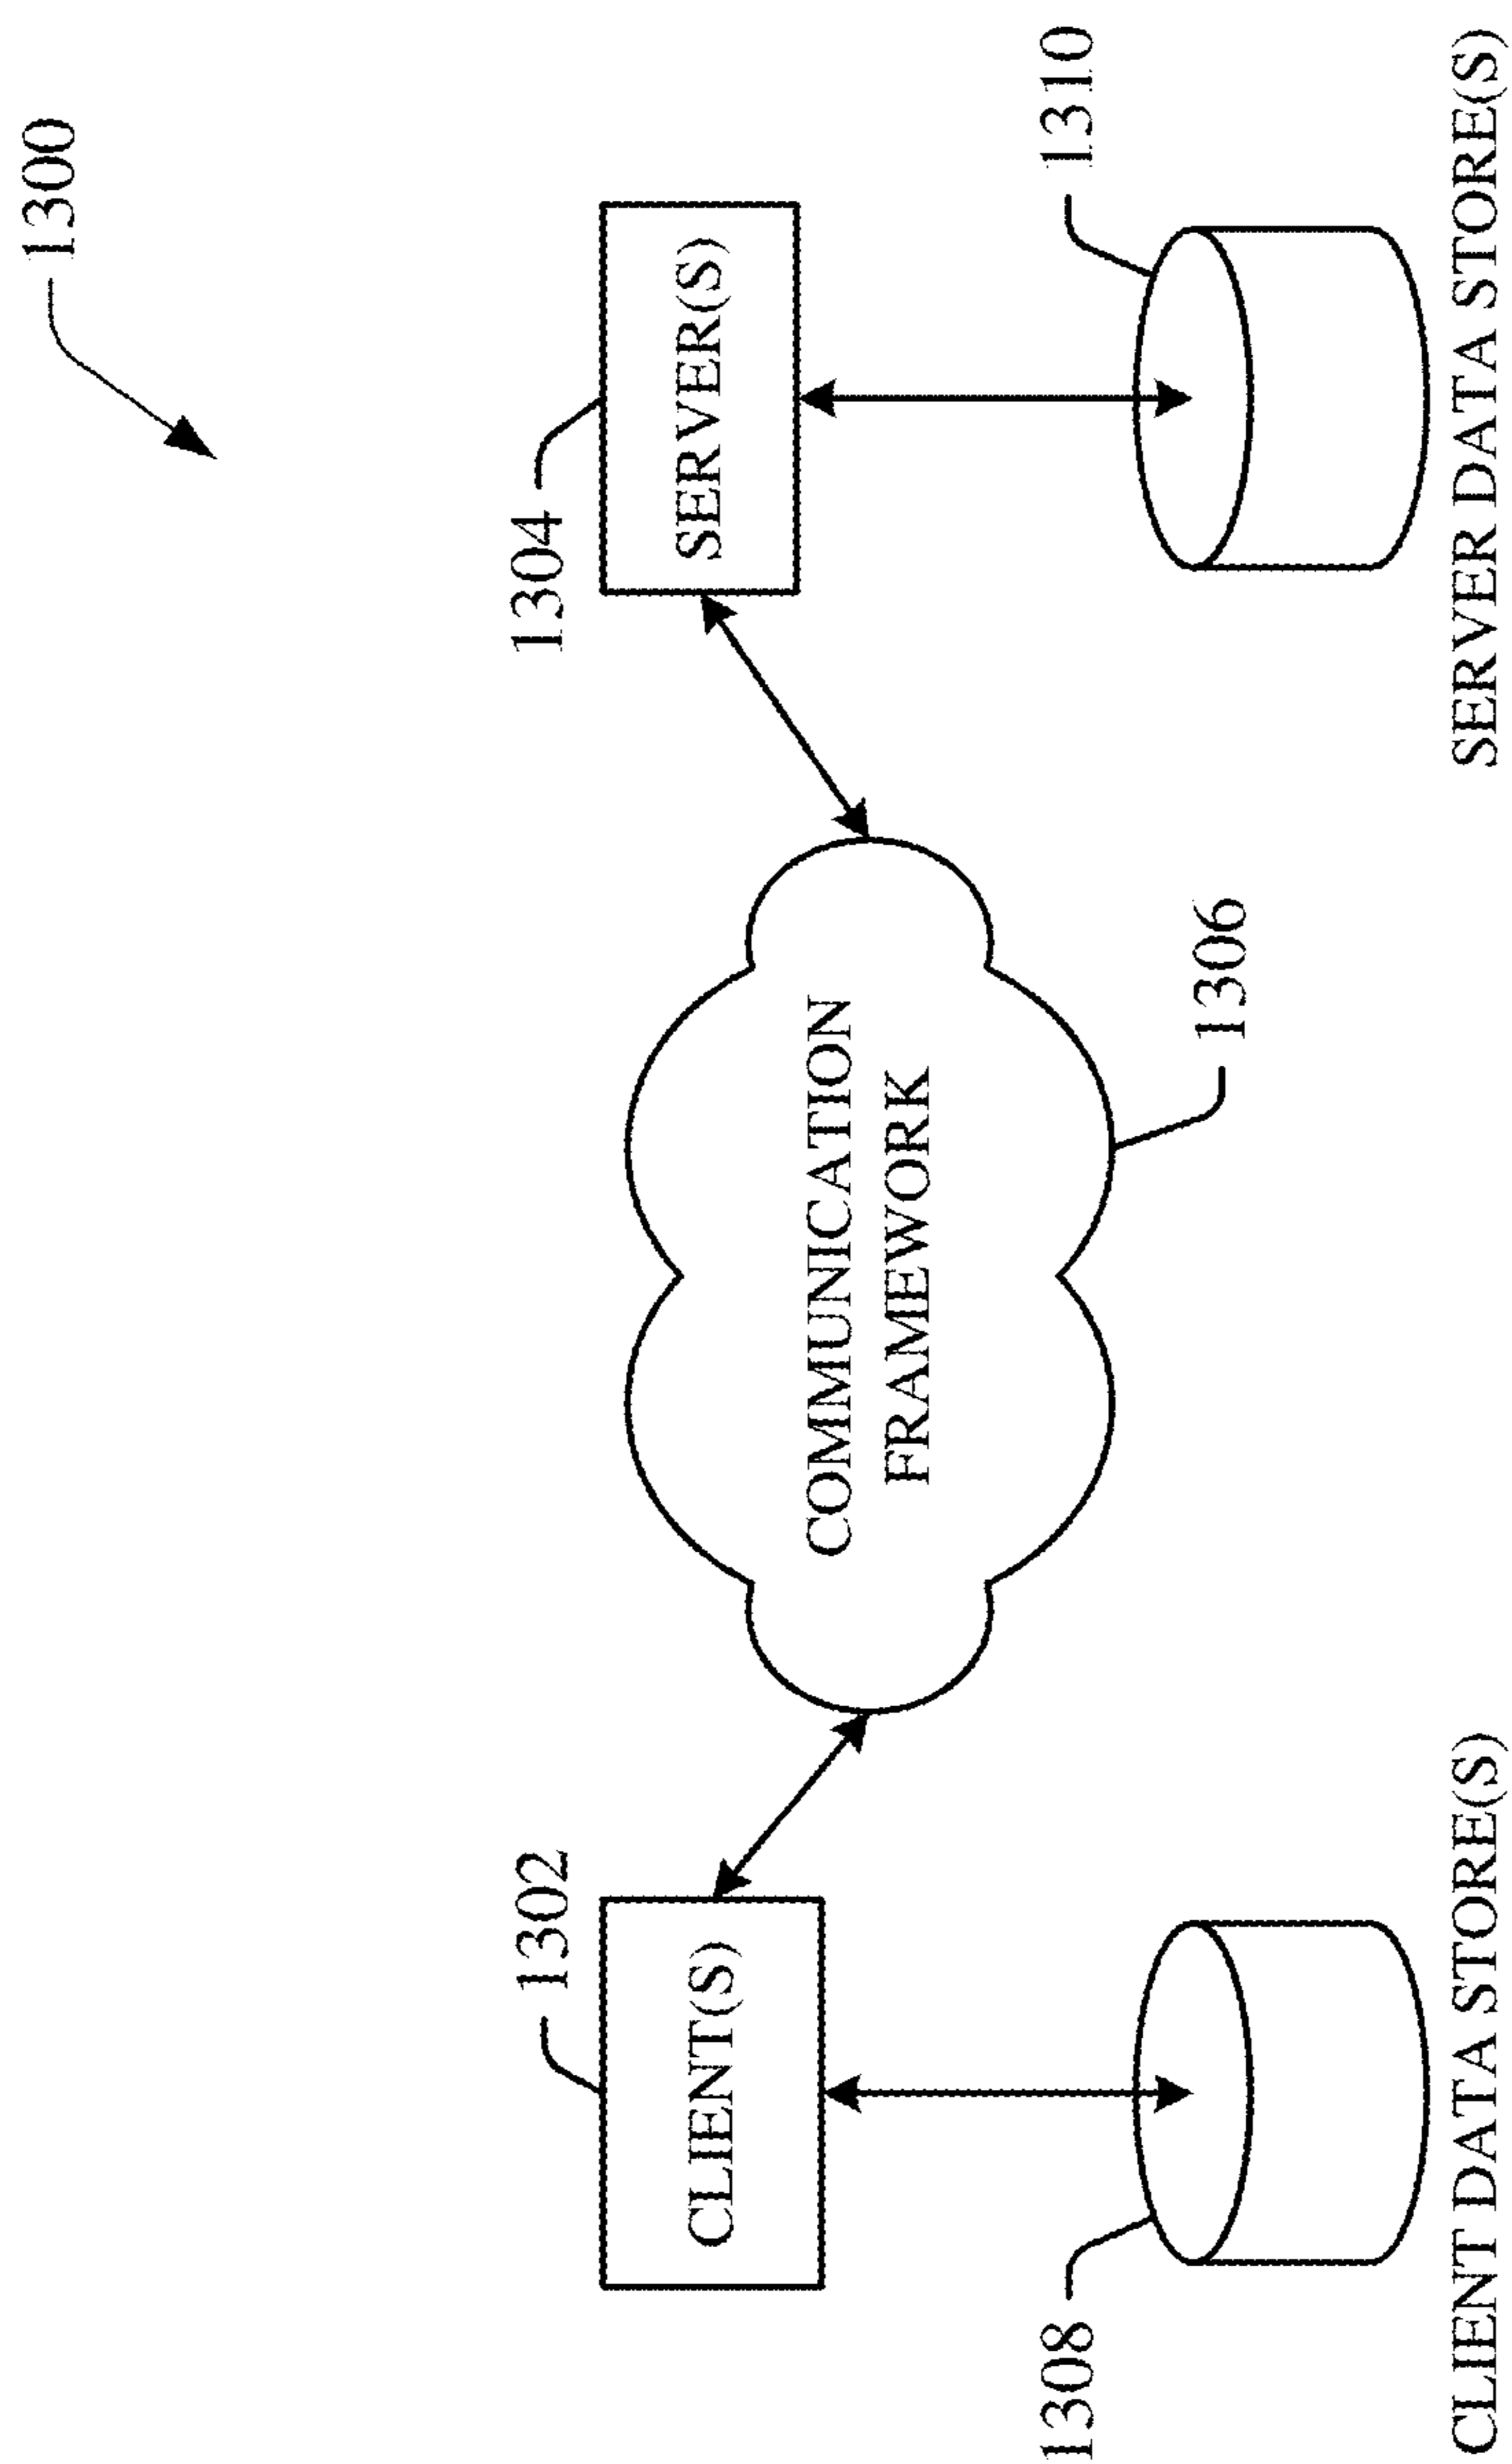 1300
1302
CLIENT(S)
1304
SERVER(S)
COMMUNICATION
FRAMEWORK
1306
1308
1310
CLIENT DATA STORE(S)
SERVER DATA STORE(S)